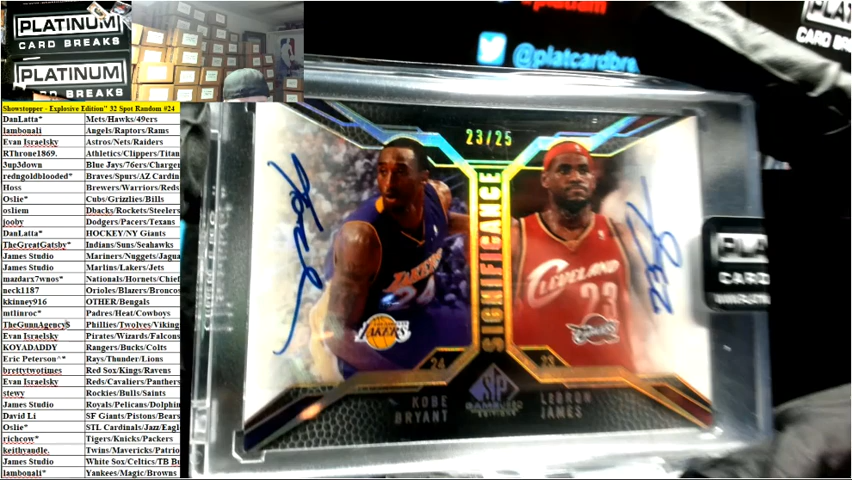 PLATINUM
CARD BREAKS
PLATINUM
CARD BREAKS
@platcardbre
Showstopper - Explosive Edition" 32 Spot Random #24
DanLatta* Mets/Hawks/49ers
lambonali Angels/Raptors/Rams
Evan Israelsky Astros/Nets/Raiders
RThrone1869. Athletics/Clippers/Titan
3up3down Blue Jays/76ers/Charger
redngoldblooded* Braves/Spurs/AZ Cardin
Hoss Brewers/Warriors/Reds
Oslie* Cubs/Grizzlies/Bills
osliem Dbacks/Rockets/Steelers
jooby Dodgers/Pacers/Texans
DanLatta* HOCKEY/NY Giants
TheGreatGatsby* Indians/Suns/Seahawks
James Studio Mariners/Nuggets/Jagua
James Studio Marlins/Lakers/Jets
mazdarx7wnos* Nationals/Hornets/Chief
neck1187 Orioles/Blazers/Bronco
kkinney916 OTHER/Bengals
mtlinroc* Padres/Heat/Cowboys
TheGunnAgency$ Phillies/Twolves/Viking
Evan Israelsky Pirates/Wizards/Falcons
KOYADADDY Rangers/Bucks/Colts
Eric Peterson^* Rays/Thunder/Lions
brettytwotimes Red Sox/Kings/Ravens
Evan Israelsky Reds/Cavaliers/Panthers
stewy Rockies/Bulls/Saints
James Studio Royals/Pelicans/Dolphin
David Li SF Giants/Pistons/Bears
Oslie* STL Cardinals/Jazz/Eagl
richcow* Tigers/Knicks/Packers
keithyandle. Twins/Mavericks/Patrio
James Studio White Sox/Celtics/TB Bu
lambonali* Yankees/Magic/Browns
23/25
SIGNIFICANCE
LAKERS
24
LAKERS
24
KOBE
BRYANT
CLEVELAND
23
23
LEBRON
JAMES
SP
CARD